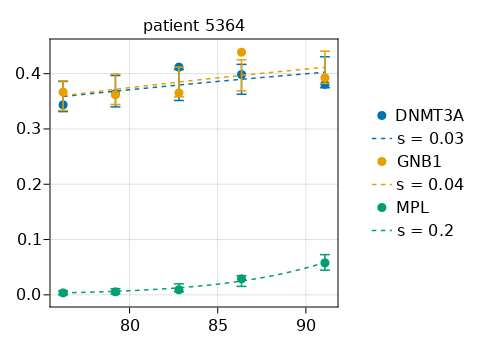 patient 5364
0.4
0.3
0.2
0.1
0.0
80 85 90
DNMT3A
s = 0.03
GNB1
s = 0.04
MPL
s = 0.2